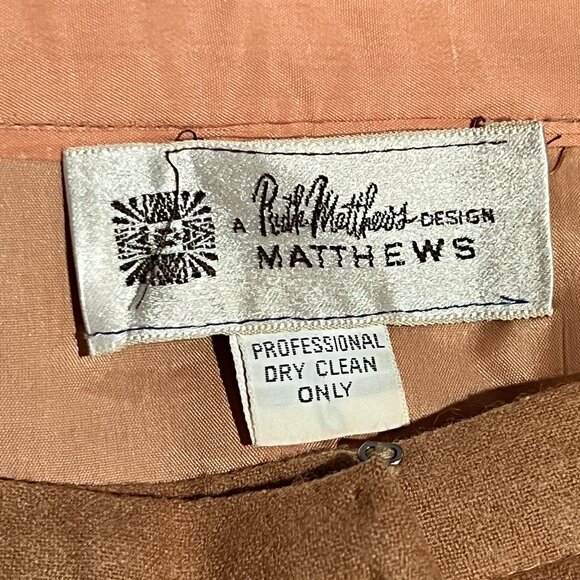 A Ruth Matthews DESIGN
MATTHEWS
PROFESSIONAL
DRY CLEAN
ONLY